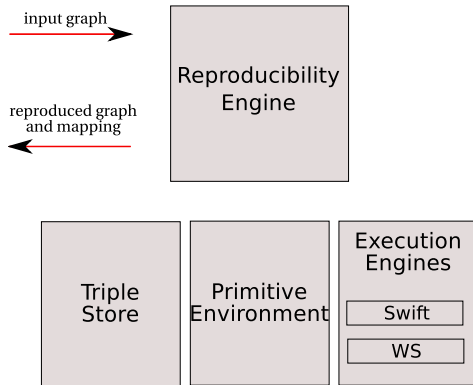 input graph
reproduced graph
and mapping
Reproducibility
Engine
Triple
Store
Primitive
Environment
Execution
Engines
Swift
WS